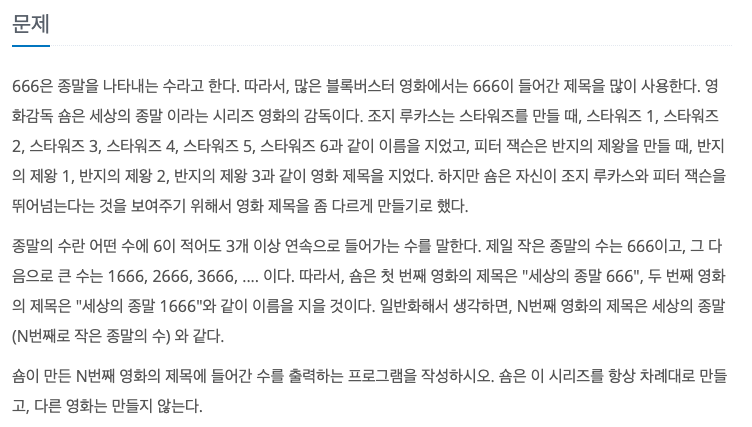 문제
666은 종말을 나타내는 수라고 한다. 따라서, 많은 블록버스터 영화에서는 666이 들어간 제목을 많이 사용한다. 영
화감독 숌은 세상의 종말 이라는 시리즈 영화의 감독이다. 조지 루카스는 스타워즈를 만들 때, 스타워즈 1, 스타워즈
2, 스타워즈 3, 스타워즈 4, 스타워즈 5, 스타워즈 6과 같이 이름을 지었고, 피터 잭슨은 반지의 제왕을 만들 때, 반지
의 제왕 1, 반지의 제왕 2, 반지의 제왕 3과 같이 영화 제목을 지었다. 하지만 숌은 자신이 조지 루카스와 피터 잭슨을
뛰어넘는다는 것을 보여주기 위해서 영화 제목을 좀 다르게 만들기로 했다.
종말의 수란 어떤 수에 6이 적어도 3개 이상 연속으로 들어가는 수를 말한다. 제일 작은 종말의 수는 666이고, 그 다
음으로 큰 수는 1666, 2666, 3666, .... 이다. 따라서, 숌은 첫 번째 영화의 제목은 "세상의 종말 666", 두 번째 영화
의 제목은 "세상의 종말 1666"와 같이 이름을 지을 것이다. 일반화해서 생각하면, N번째 영화의 제목은 세상의 종말
(N번째로 작은 종말의 수) 와 같다.
숌이 만든 N번째 영화의 제목에 들어간 수를 출력하는 프로그램을 작성하시오. 숌은 이 시리즈를 항상 차례대로 만들
고, 다른 영화는 만들지 않는다.